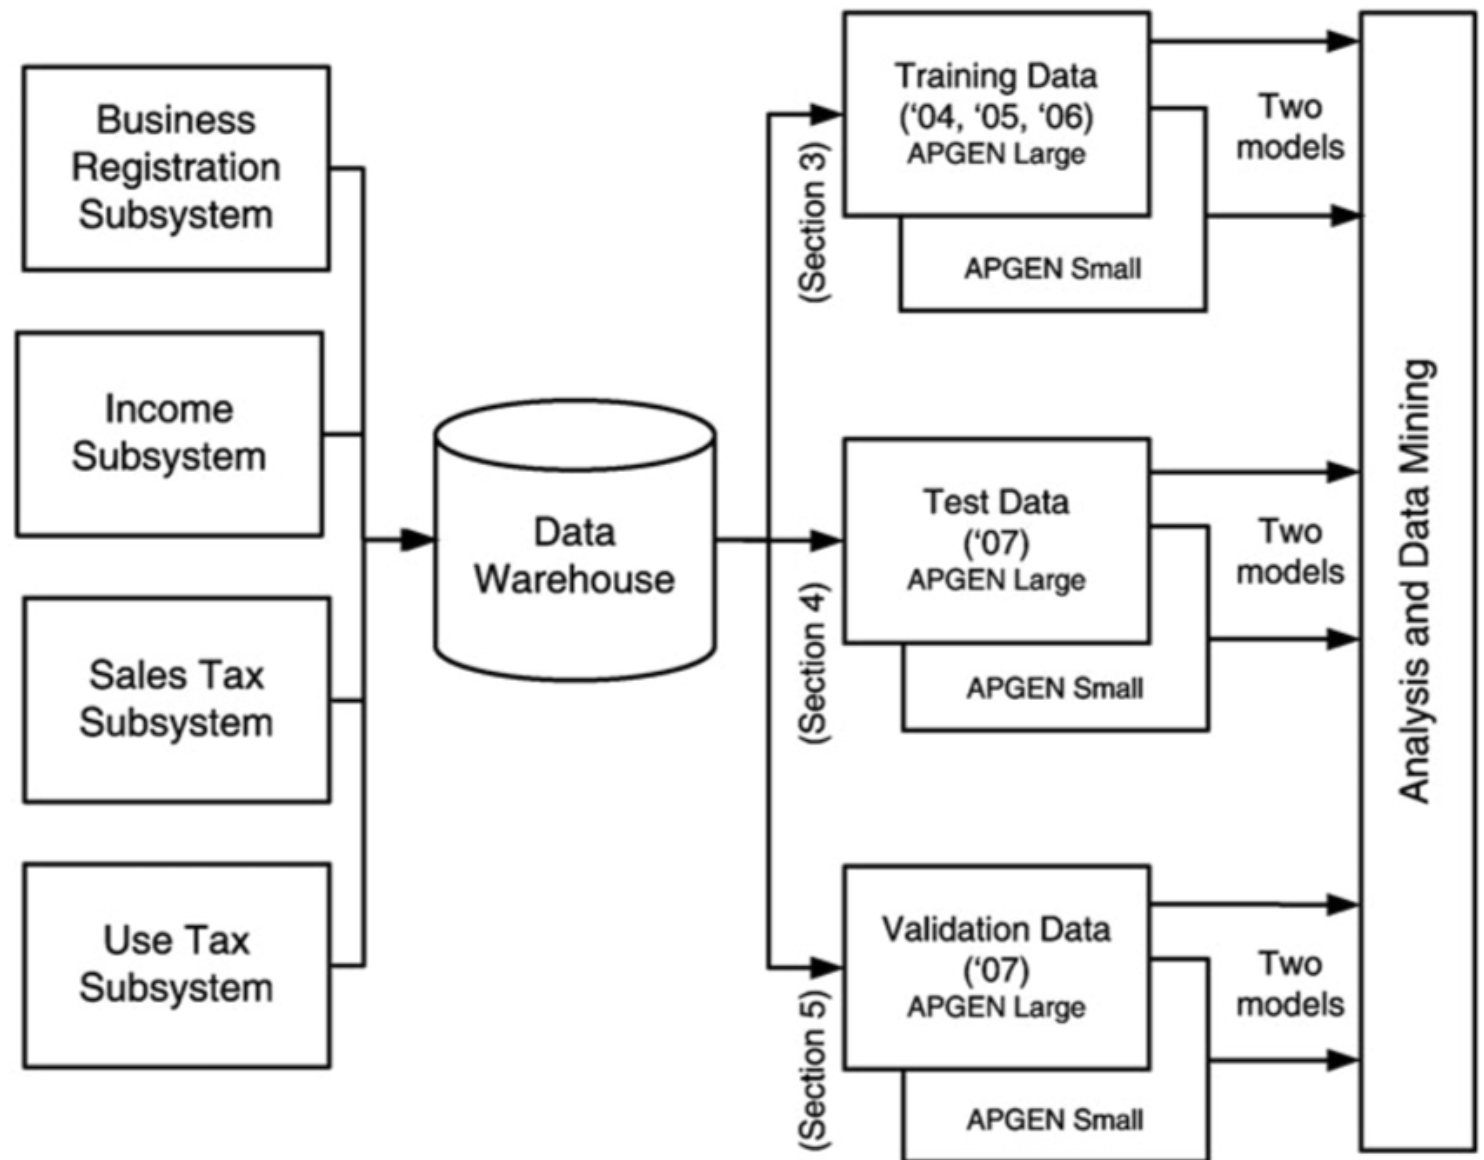 Business
Registration
Subsystem
Income
Subsystem
Sales Tax
Subsystem
Use Tax
Subsystem
Data
Warehouse
(Section 3)
Training Data
(‘04, ‘05, ‘06)
APGEN Large
APGEN Small
Two
models
(Section 4)
Test Data
(‘07)
APGEN Large
APGEN Small
Two
models
(Section 5)
Validation Data
(‘07)
APGEN Large
APGEN Small
Two
models
Analysis and Data Mining